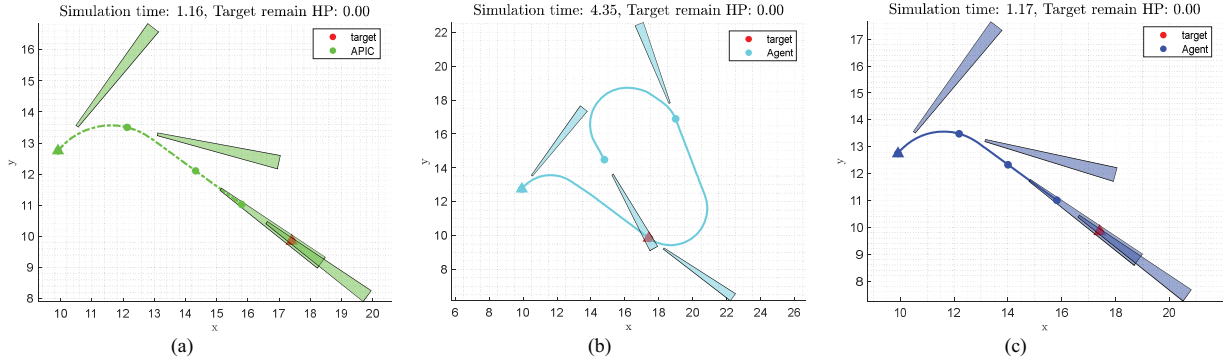 Simulation time: 1.16, Target remain HP: 0.00
target
APIC
16
15
14
13
12
11
10
9
8
y
10 11 12 13 14 15 16 17 18 19 20
x
(a)
Simulation time: 4.35, Target remain HP: 0.00
target
Agent
22
20
18
16
14
12
10
8
y
6 8 10 12 14 16 18 20 22 24 26
x
(b)
Simulation time: 1.17, Target remain HP: 0.00
target
Agent
17
16
15
14
13
12
11
10
9
8
y
10 12 14 16 18 20
x
(c)